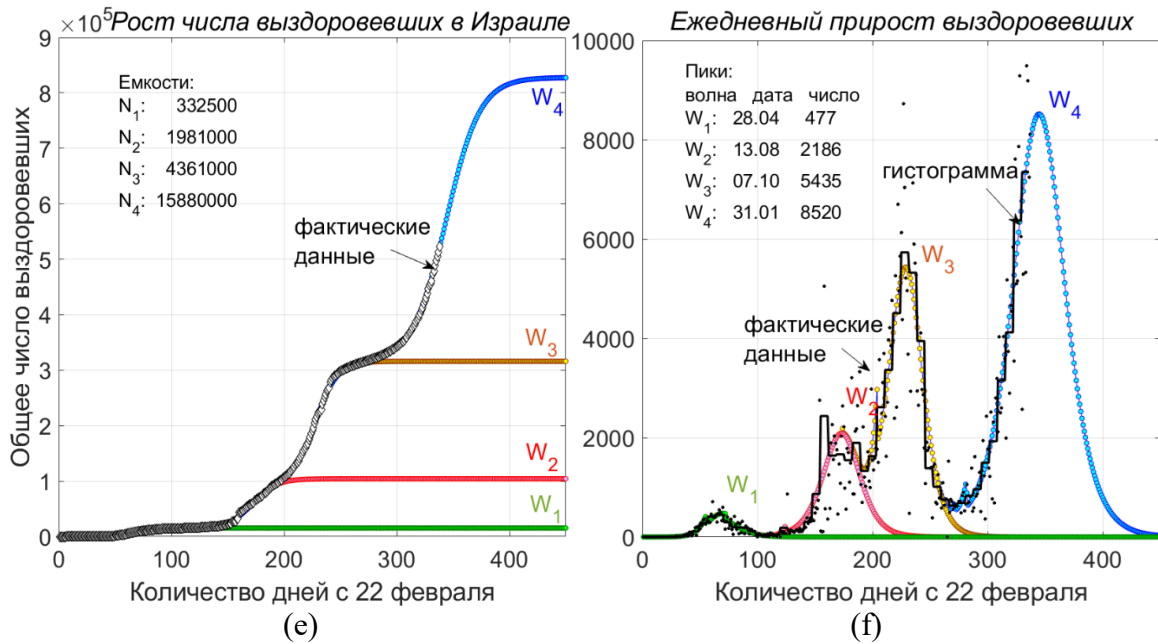 ×10⁵ Рост числа выздоровевших в Израиле
Общее число выздоровевших
9
8
7
6
5
4
3
2
1
0
Емкости:
N₁: 332500
N₂: 1981000
N₃: 4361000
N₄: 15880000
W₄
фактические
данные
W₃
W₂
W₁
0 100 200 300 400
Количество дней с 22 февраля
(e)
Ежедневный прирост выздоровевших
10000
8000
6000
4000
2000
0
Пики:
волна дата число
W₁: 28.04 477
W₂: 13.08 2186
W₃: 07.10 5435
W₄: 31.01 8520
W₄
гистограмма
W₃
фактические
данные
W₂
W₁
0 100 200 300 400
Количество дней с 22 февраля
(f)